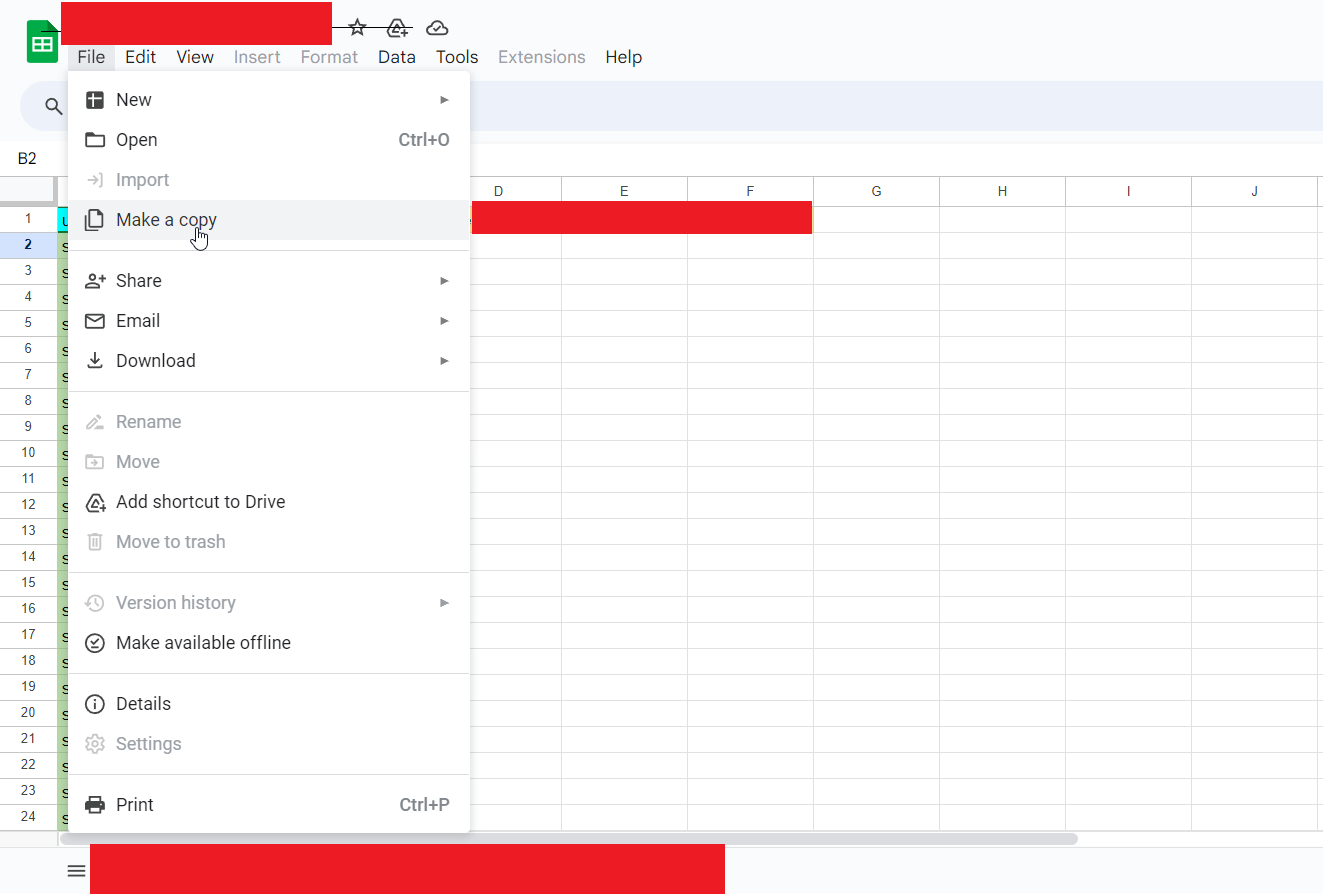 File Edit View Insert Format Data Tools Extensions Help
New
Open Ctrl+O
B2
Import
D E F G H I J
Make a copy
1
2
3
4
5
6
7
8
9
10
11
12
13
14
15
16
17
18
19
20
21
22
23
24
Share
Email
Download
Rename
Move
Add shortcut to Drive
Move to trash
Version history
Make available offline
Details
Settings
Print Ctrl+P